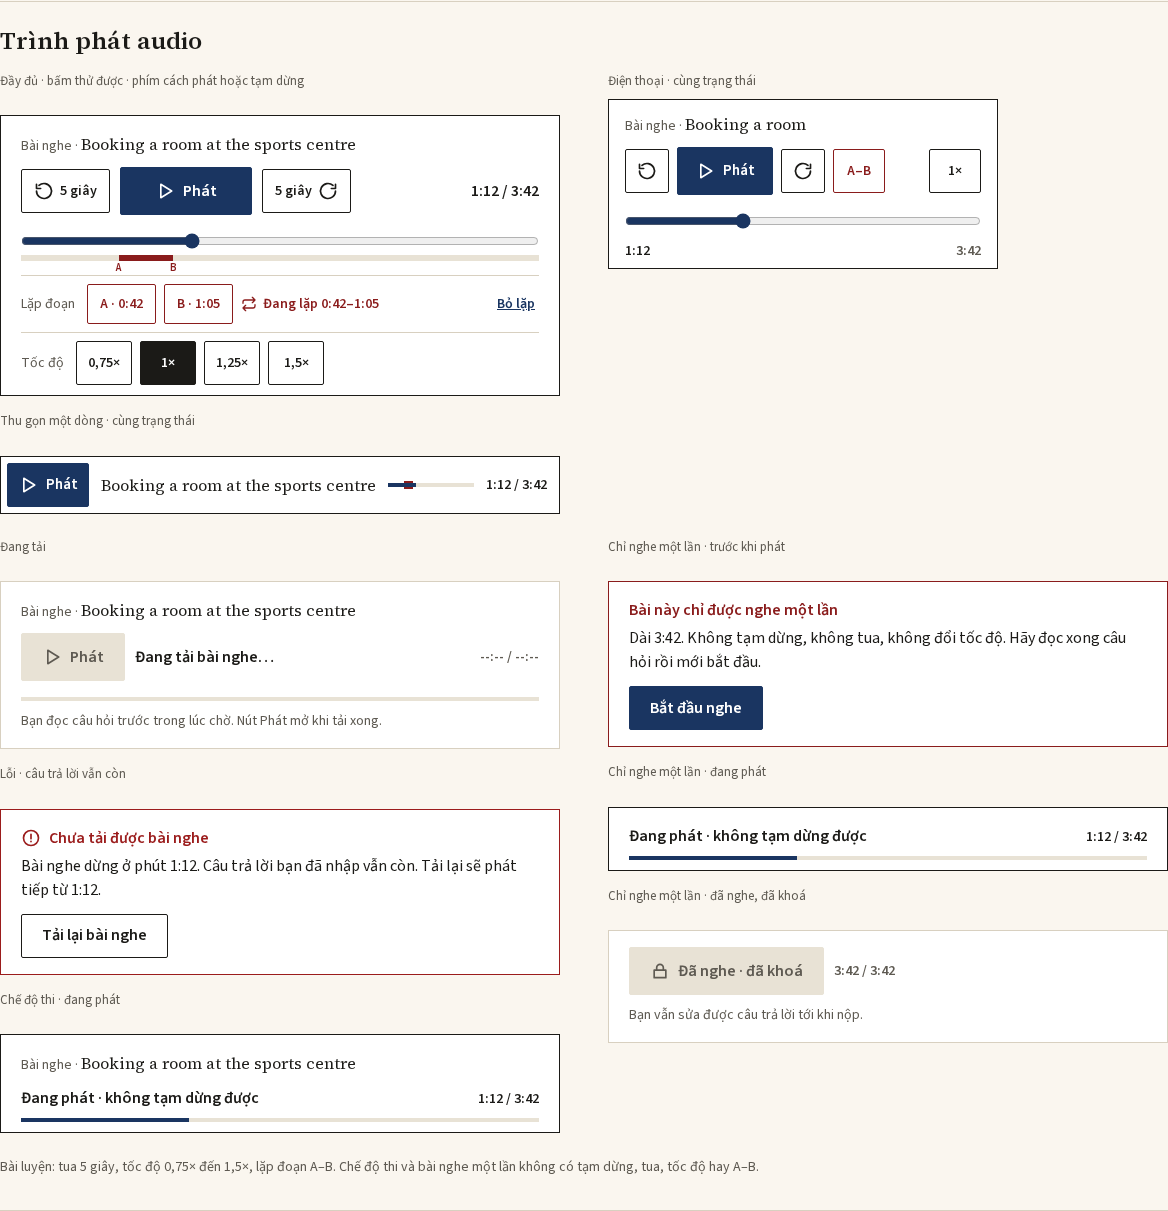 Trình phát audio
Đầy đủ · bấm thử được · phím cách phát hoặc tạm dừng
Bài nghe · Booking a room at the sports centre
5 giây
Phát
5 giây
1:12 / 3:42
A
B
Lặp đoạn
A · 0:42
B · 1:05
Đang lặp 0:42–1:05
Bỏ lặp
Tốc độ
0,75×
1×
1,25×
1,5×
Điện thoại · cùng trạng thái
Bài nghe · Booking a room
Phát
A–B
1×
1:12
3:42
Thu gọn một dòng · cùng trạng thái
Phát
Booking a room at the sports centre
1:12 / 3:42
Đang tải
Bài nghe · Booking a room at the sports centre
Phát
Đang tải bài nghe…
--:-- / --:--
Bạn đọc câu hỏi trước trong lúc chờ. Nút Phát mở khi tải xong.
Lỗi · câu trả lời vẫn còn
Chưa tải được bài nghe
Bài nghe dừng ở phút 1:12. Câu trả lời bạn đã nhập vẫn còn. Tải lại sẽ phát
tiếp từ 1:12.
Tải lại bài nghe
Chế độ thi · đang phát
Bài nghe · Booking a room at the sports centre
Đang phát · không tạm dừng được
1:12 / 3:42
Chỉ nghe một lần · trước khi phát
Bài này chỉ được nghe một lần
Dài 3:42. Không tạm dừng, không tua, không đổi tốc độ. Hãy đọc xong câu
hỏi rồi mới bắt đầu.
Bắt đầu nghe
Chỉ nghe một lần · đang phát
Đang phát · không tạm dừng được
1:12 / 3:42
Chỉ nghe một lần · đã nghe, đã khoá
Đã nghe · đã khoá
3:42 / 3:42
Bạn vẫn sửa được câu trả lời tới khi nộp.
Bài luyện: tua 5 giây, tốc độ 0,75× đến 1,5×, lặp đoạn A–B. Chế độ thi và bài nghe một lần không có tạm dừng, tua, tốc độ hay A–B.